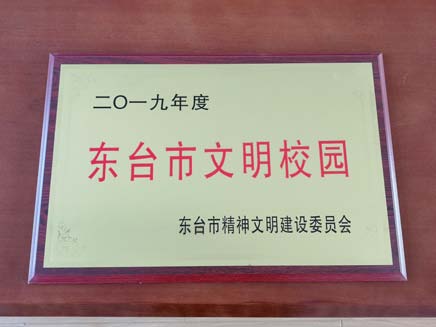 二〇一九年度
东台市文明校园
东台市精神文明建设委员会